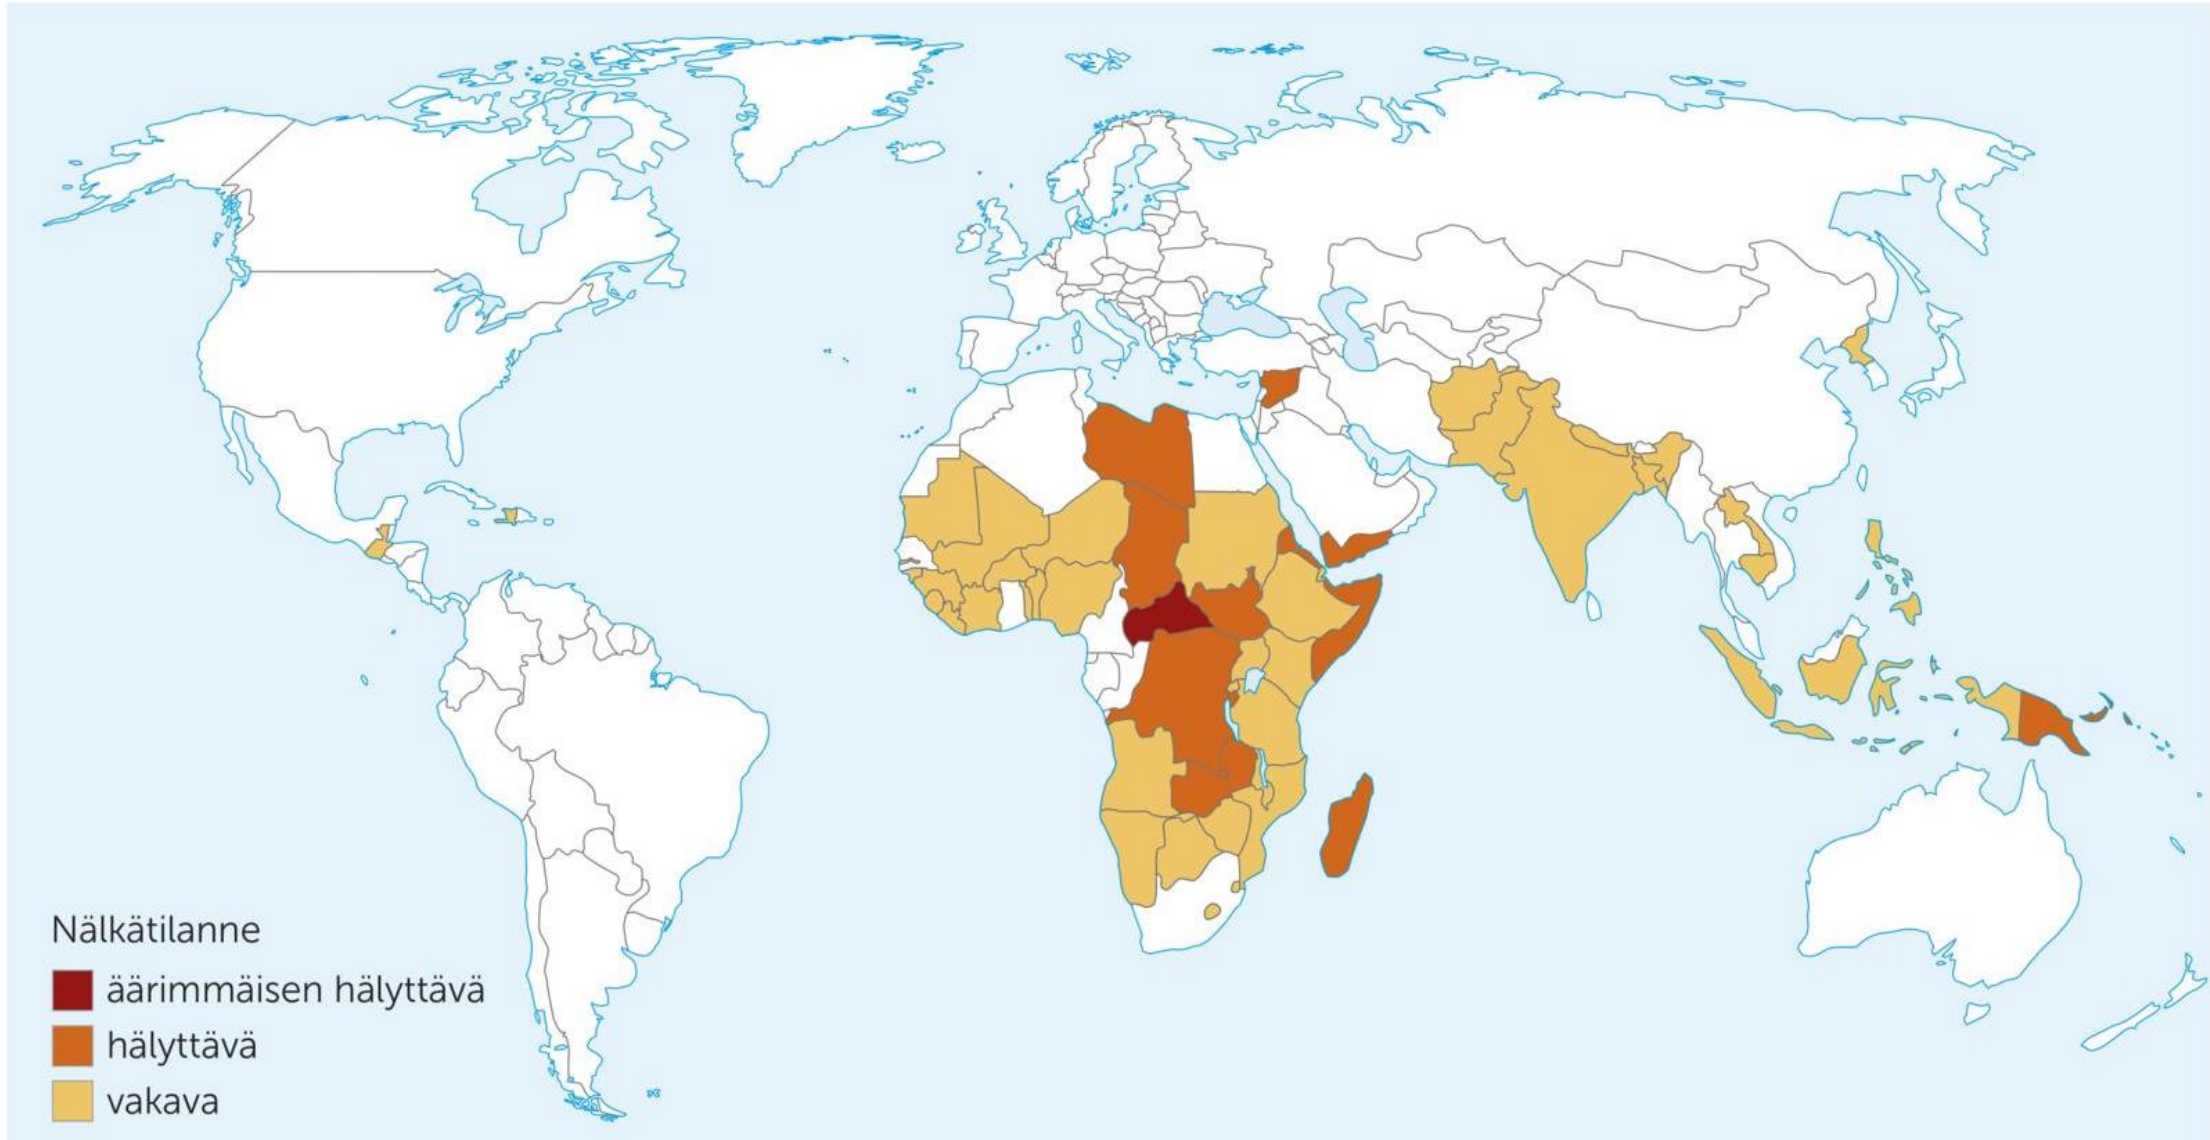 Nälkätilanne
äärimmäisen hälyttävä
hälyttävä
vakava